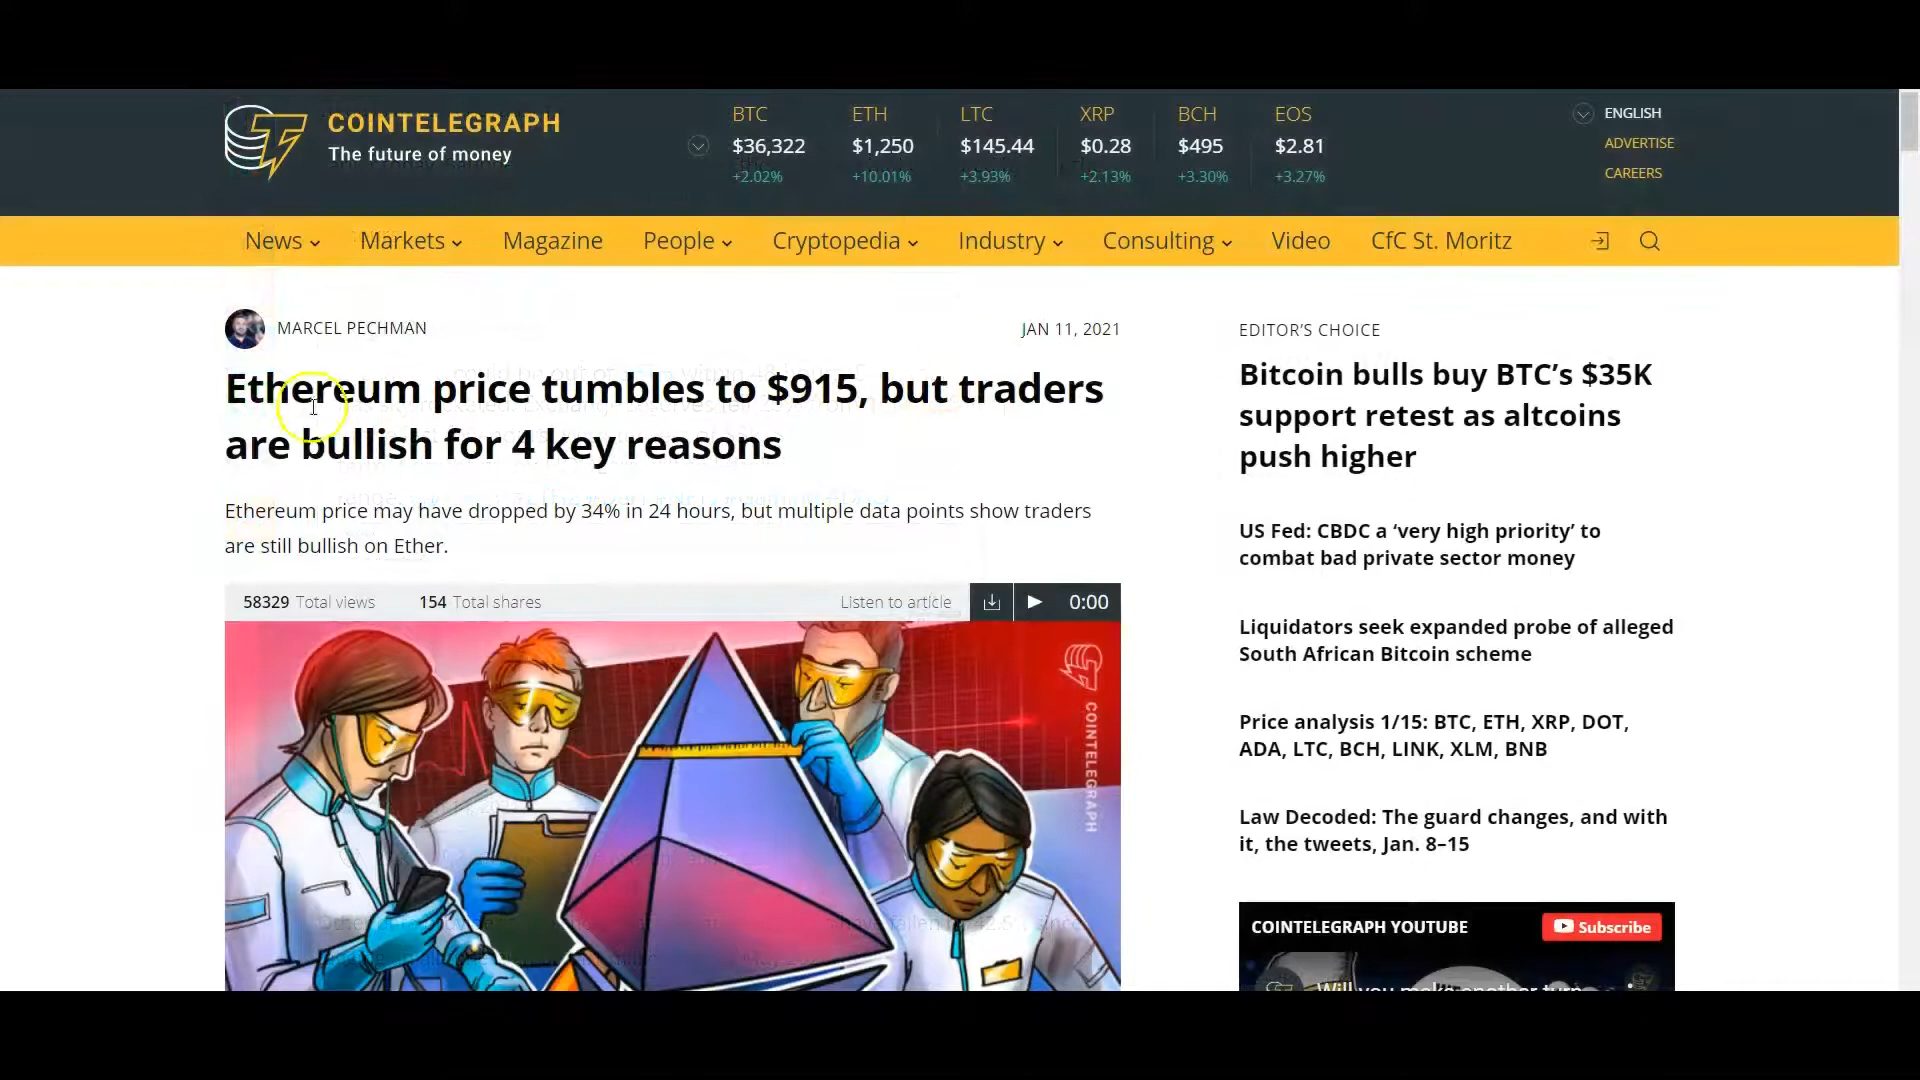 COINTELEGRAPH
The future of money
BTC ETH LTC XRP BCH EOS
$36,322 $1,250 $145.44 $0.28 $495 $2.81
+2.02% +10.01% +3.93% +2.13% +3.30% +3.27%
ENGLISH
ADVERTISE
CAREERS
News Markets Magazine People Cryptopedia Industry Consulting Video CfC St. Moritz
MARCEL PECHMAN
JAN 11, 2021
Ethereum price tumbles to $915, but traders
are bullish for 4 key reasons
Ethereum price may have dropped by 34% in 24 hours, but multiple data points show traders
are still bullish on Ether.
58329 Total views 154 Total shares Listen to article 0:00
COINTELEGRAPH
EDITOR'S CHOICE
Bitcoin bulls buy BTC's $35K
support retest as altcoins
push higher
US Fed: CBDC a 'very high priority' to
combat bad private sector money
Liquidators seek expanded probe of alleged
South African Bitcoin scheme
Price analysis 1/15: BTC, ETH, XRP, DOT,
ADA, LTC, BCH, LINK, XLM, BNB
Law Decoded: The guard changes, and with
it, the tweets, Jan. 8–15
COINTELEGRAPH YOUTUBE
Subscribe
Will you make another turn